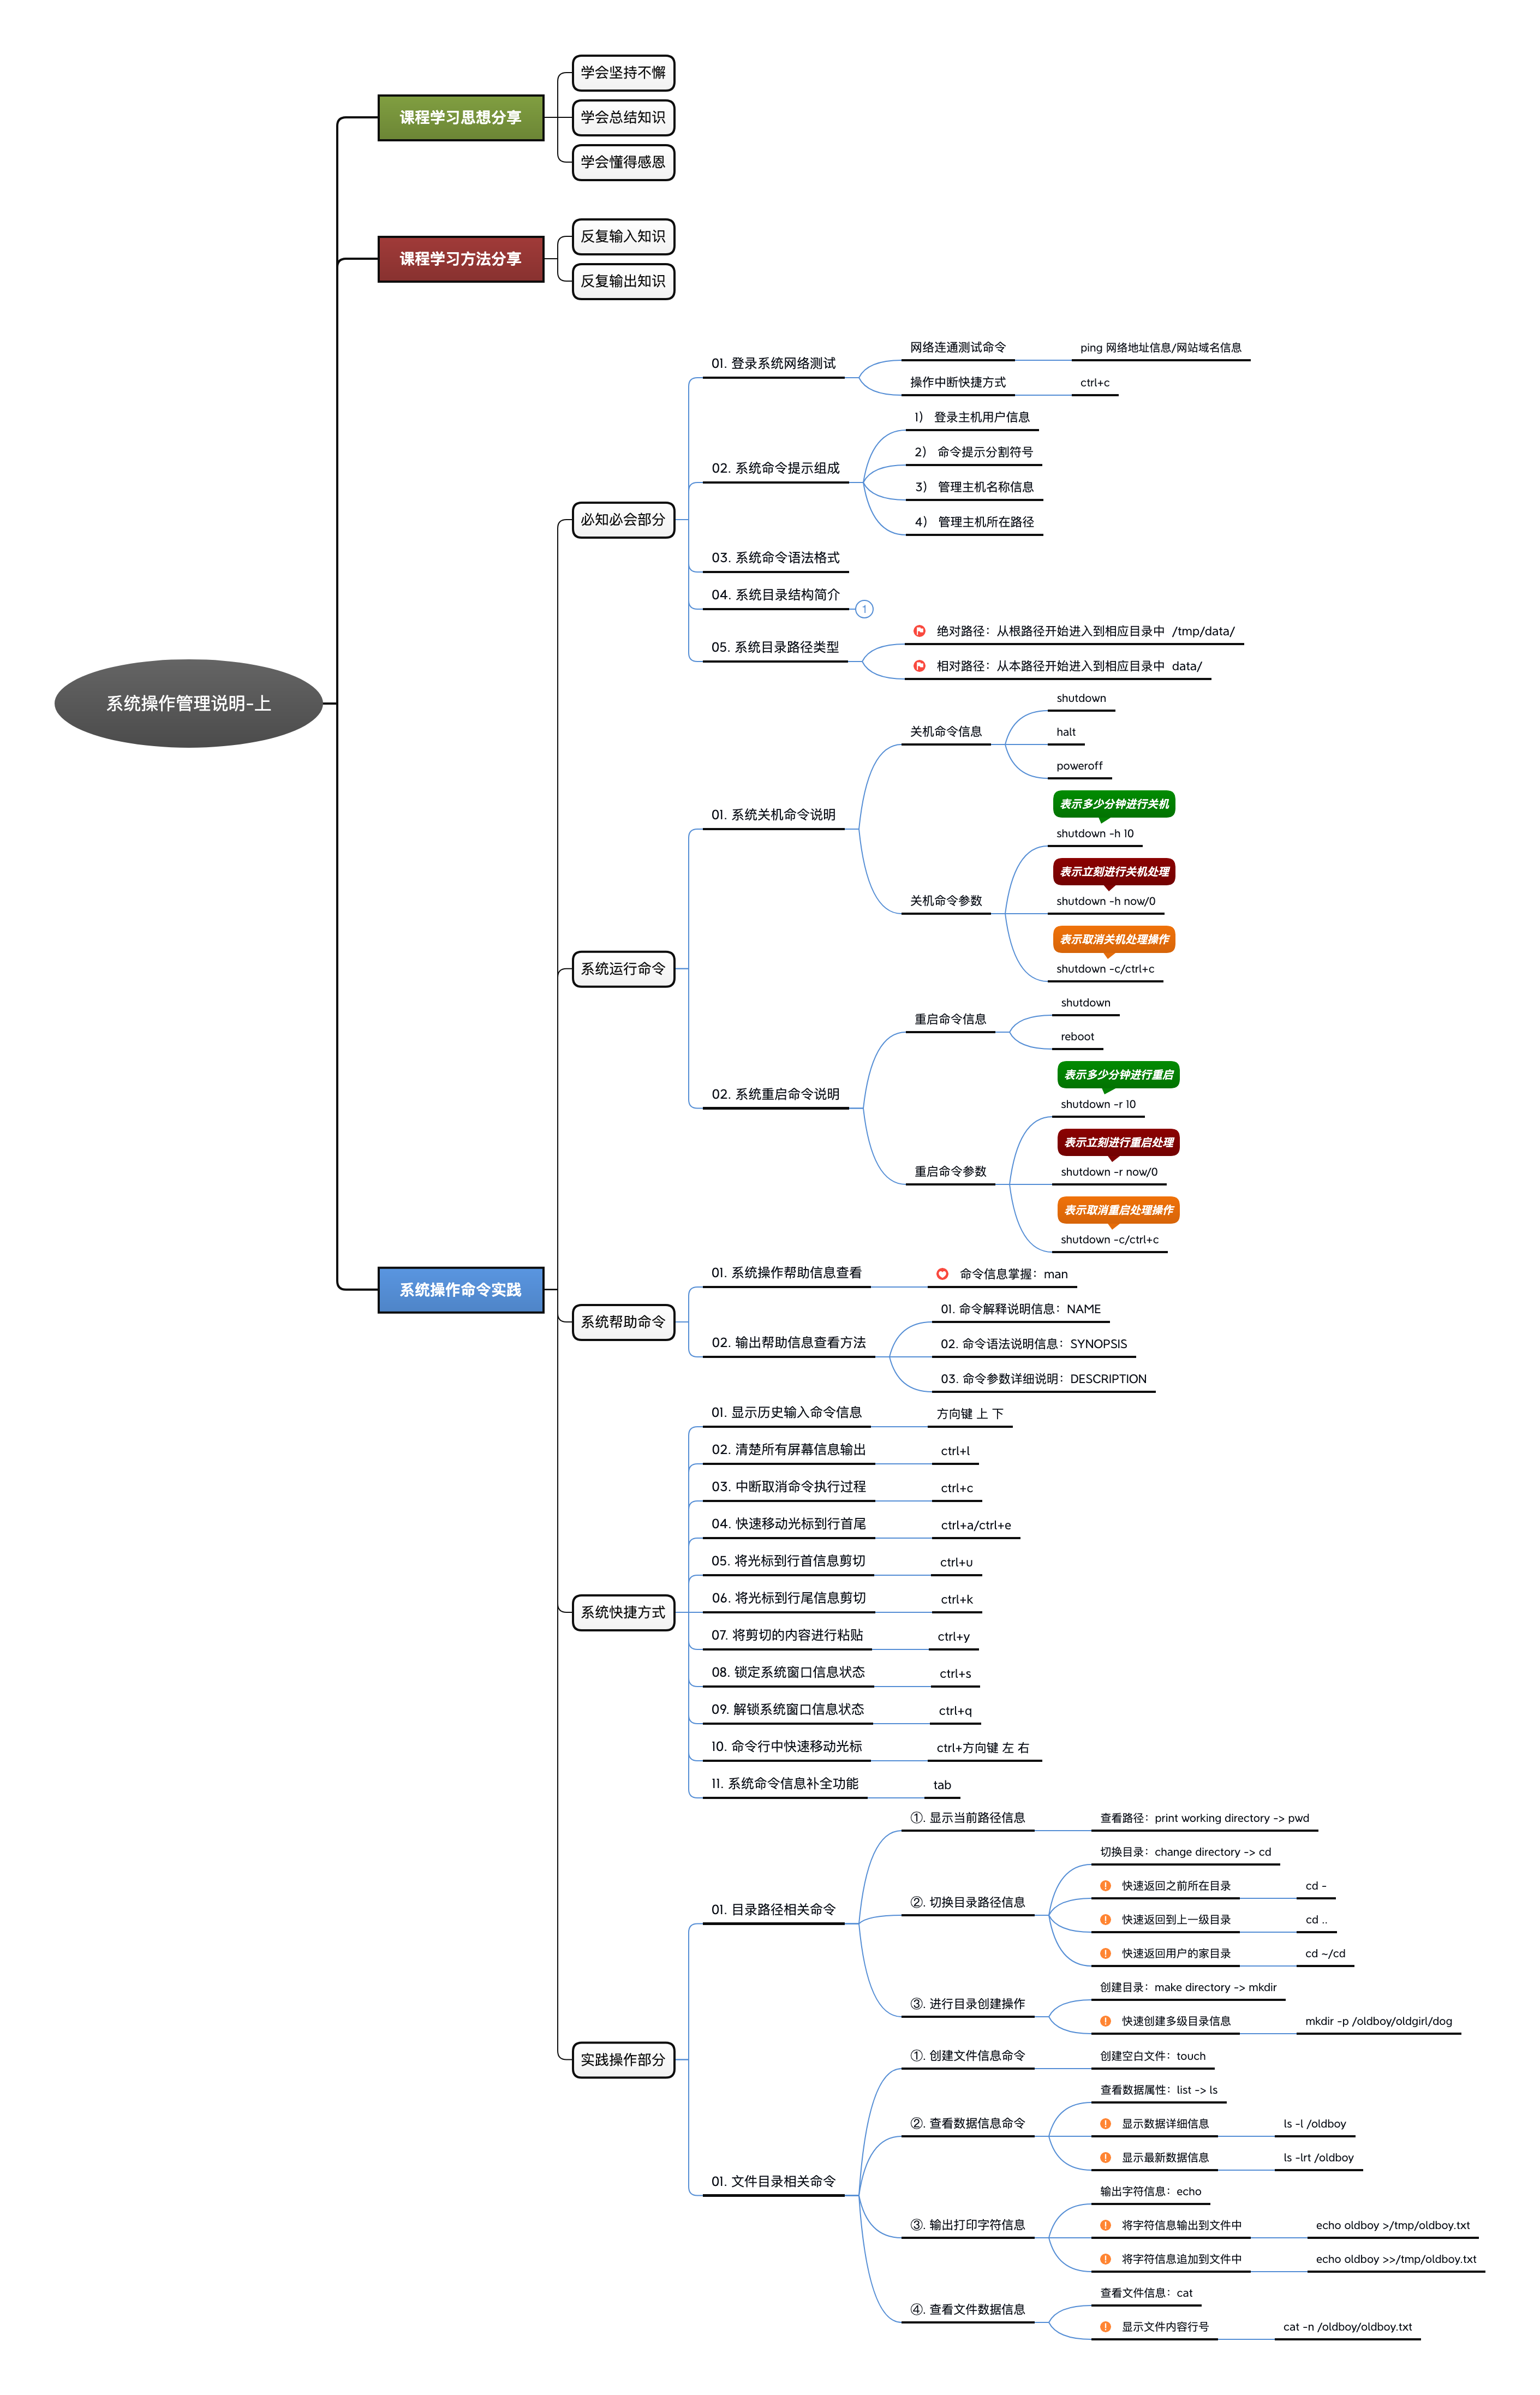 系统操作管理说明-上
课程学习思想分享
学会坚持不懈
学会总结知识
学会懂得感恩
课程学习方法分享
反复输入知识
反复输出知识
系统操作命令实践
必知必会部分
01. 登录系统网络测试
网络连通测试命令
ping 网络地址信息/网站域名信息
操作中断快捷方式
ctrl+c
02. 系统命令提示组成
1） 登录主机用户信息
2） 命令提示分割符号
3） 管理主机名称信息
4） 管理主机所在路径
03. 系统命令语法格式
04. 系统目录结构简介
1
05. 系统目录路径类型
绝对路径：从根路径开始进入到相应目录中 /tmp/data/
相对路径：从本路径开始进入到相应目录中 data/
系统运行命令
01. 系统关机命令说明
关机命令信息
shutdown
halt
poweroff
关机命令参数
表示多少分钟进行关机
shutdown -h 10
表示立刻进行关机处理
shutdown -h now/0
表示取消关机处理操作
shutdown -c/ctrl+c
02. 系统重启命令说明
重启命令信息
shutdown
reboot
重启命令参数
表示多少分钟进行重启
shutdown -r 10
表示立刻进行重启处理
shutdown -r now/0
表示取消重启处理操作
shutdown -c/ctrl+c
系统帮助命令
01. 系统操作帮助信息查看
命令信息掌握：man
02. 输出帮助信息查看方法
01. 命令解释说明信息：NAME
02. 命令语法说明信息：SYNOPSIS
03. 命令参数详细说明：DESCRIPTION
系统快捷方式
01. 显示历史输入命令信息
方向键 上 下
02. 清楚所有屏幕信息输出
ctrl+l
03. 中断取消命令执行过程
ctrl+c
04. 快速移动光标到行首尾
ctrl+a/ctrl+e
05. 将光标到行首信息剪切
ctrl+u
06. 将光标到行尾信息剪切
ctrl+k
07. 将剪切的内容进行粘贴
ctrl+y
08. 锁定系统窗口信息状态
ctrl+s
09. 解锁系统窗口信息状态
ctrl+q
10. 命令行中快速移动光标
ctrl+方向键 左 右
11. 系统命令信息补全功能
tab
实践操作部分
01. 目录路径相关命令
①. 显示当前路径信息
查看路径：print working directory -> pwd
②. 切换目录路径信息
切换目录：change directory -> cd
快速返回之前所在目录
cd -
快速返回到上一级目录
cd ..
快速返回用户的家目录
cd ~/cd
③. 进行目录创建操作
创建目录：make directory -> mkdir
快速创建多级目录信息
mkdir -p /oldboy/oldgirl/dog
01. 文件目录相关命令
①. 创建文件信息命令
创建空白文件：touch
②. 查看数据信息命令
查看数据属性：list -> ls
显示数据详细信息
ls -l /oldboy
显示最新数据信息
ls -lrt /oldboy
③. 输出打印字符信息
输出字符信息：echo
将字符信息输出到文件中
echo oldboy >/tmp/oldboy.txt
将字符信息追加到文件中
echo oldboy >>/tmp/oldboy.txt
④. 查看文件数据信息
查看文件信息：cat
显示文件内容行号
cat -n /oldboy/oldboy.txt